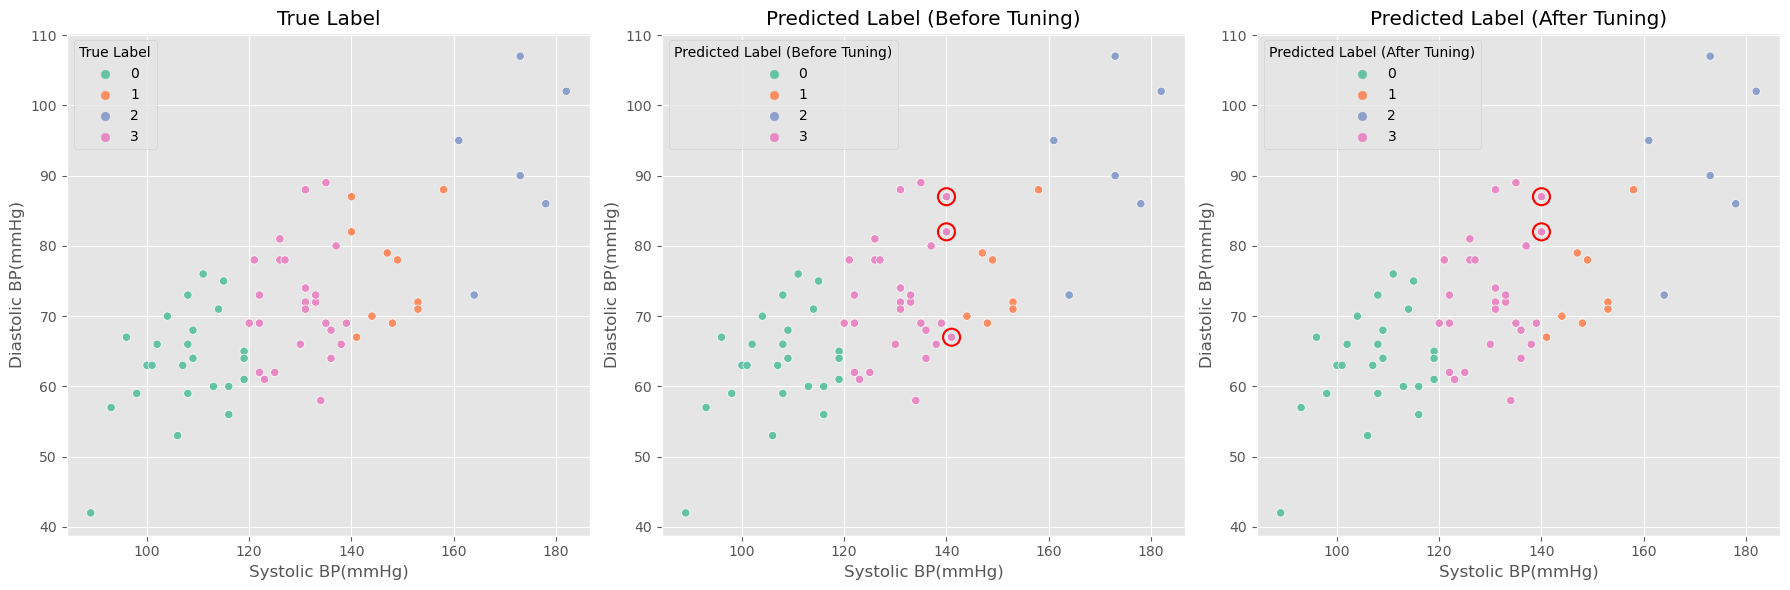 True Label
Predicted Label (Before Tuning)
Predicted Label (After Tuning)
True Label
0
1
2
3
Predicted Label (Before Tuning)
0
1
2
3
Predicted Label (After Tuning)
0
1
2
3
Diastolic BP(mmHg)
110
100
90
80
70
60
50
40
100 120 140 160 180
Systolic BP(mmHg)
Diastolic BP(mmHg)
110
100
90
80
70
60
50
40
100 120 140 160 180
Systolic BP(mmHg)
Diastolic BP(mmHg)
110
100
90
80
70
60
50
40
100 120 140 160 180
Systolic BP(mmHg)